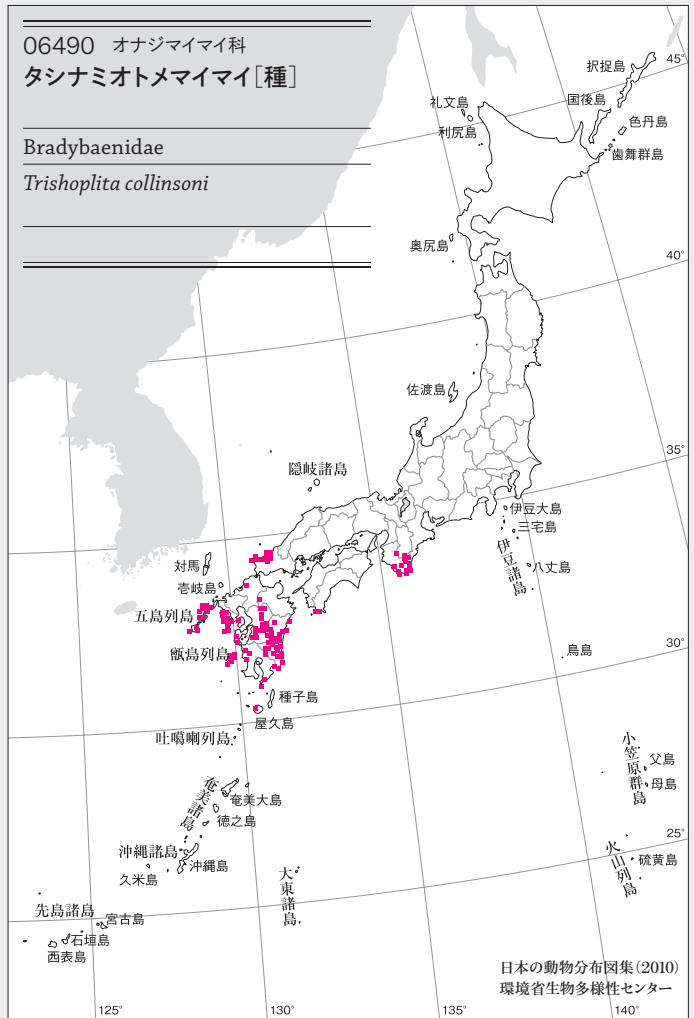 06490 オナジマイマイ科
タシナミオトメマイマイ[種]
Bradybaenidae
Trishoplita collinsoni
択捉島
45°
礼文島
国後島
利尻島
色丹島
歯舞群島
奥尻島
40°
佐渡島
35°
隠岐諸島
伊豆大島
三宅島
伊豆諸島
八丈島
対馬
壱岐島
五島列島
甑島列島
鳥島
30°
種子島
屋久島
吐噶喇列島
小笠原群島
父島
母島
奄美諸島
奄美大島
徳之島
25°
沖縄諸島
沖縄島
久米島
火山列島
硫黄島
大東諸島
先島諸島
宮古島
石垣島
西表島
日本の動物分布図集(2010)
環境省生物多様性センター
125°
130°
135°
140°